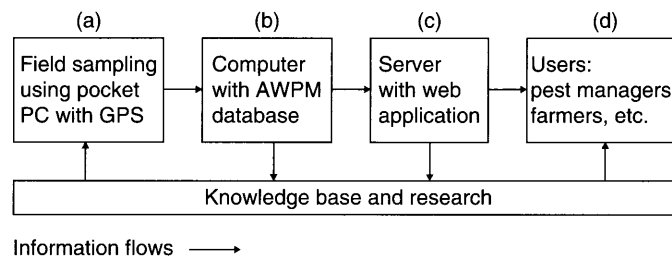 (a)
(b)
(c)
(d)
Field sampling
using pocket
PC with GPS
Computer
with AWPM
database
Server
with web
application
Users:
pest managers
farmers, etc.
Knowledge base and research
Information flows